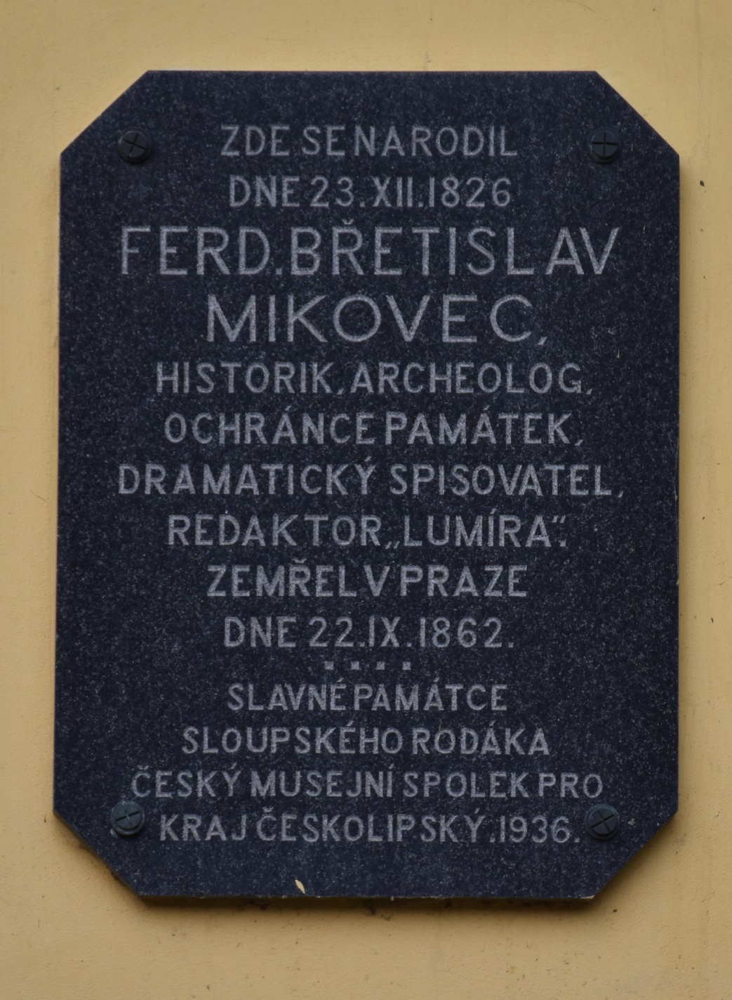 ZDE SE NARODIL
DNE 23. XII. 1826
FERD. BŘETISLAV
MIKOVEC,
HISTORIK, ARCHEOLOG,
OCHRÁNCE PAMÁTEK,
DRAMATICKÝ SPISOVATEL,
REDAKTOR „LUMÍRA“.
ZEMŘEL V PRAZE
DNE 22. IX. 1862.
SLAVNÉ PAMÁTCE
SLOUPSKÉHO RODÁKA
ČESKÝ MUSEJNÍ SPOLEK PRO
KRAJ ČESKOLIPSKÝ. 1936.